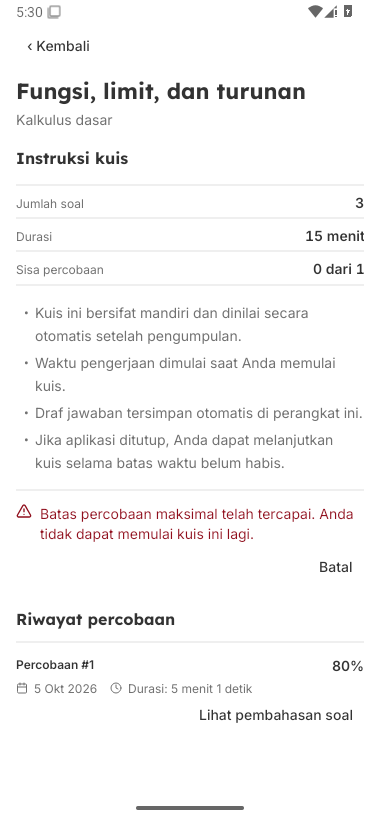 5:30
‹ Kembali
Fungsi, limit, dan turunan
Kalkulus dasar
Instruksi kuis
Jumlah soal 3
Durasi 15 menit
Sisa percobaan 0 dari 1
• Kuis ini bersifat mandiri dan dinilai secara
otomatis setelah pengumpulan.
• Waktu pengerjaan dimulai saat Anda memulai
kuis.
• Draf jawaban tersimpan otomatis di perangkat ini.
• Jika aplikasi ditutup, Anda dapat melanjutkan
kuis selama batas waktu belum habis.
Batas percobaan maksimal telah tercapai. Anda
tidak dapat memulai kuis ini lagi.
Batal
Riwayat percobaan
Percobaan #1 80%
5 Okt 2026 Durasi: 5 menit 1 detik
Lihat pembahasan soal